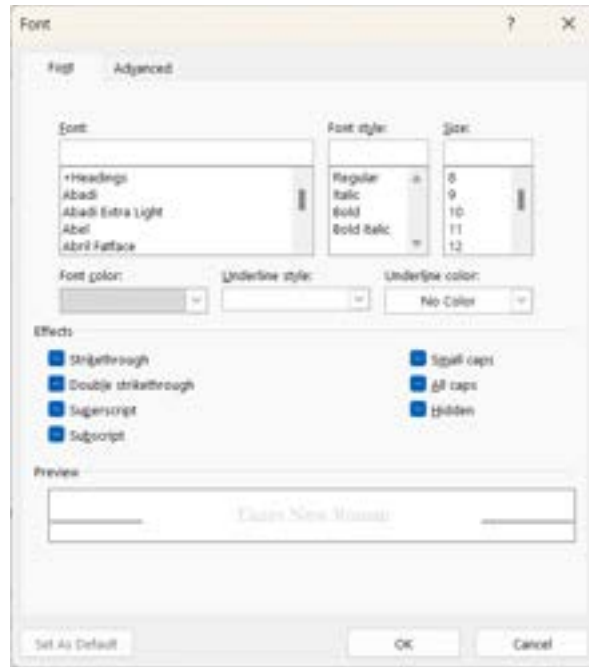 Font ? ×
Font Advanced
Font: Font style: Size:
+Headings Regular 8
Abadi Italic 9
Abadi Extra Light Bold 10
Abel Bold Italic 11
Abril Fatface 12
Font color: Underline style: Underline color:
No Color
Effects
Strikethrough Small caps
Double strikethrough All caps
Superscript Hidden
Subscript
Preview
Times New Roman
Set As Default OK Cancel